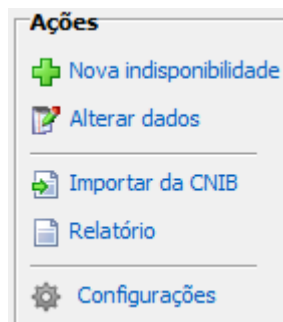 Ações
Nova indisponibilidade
Alterar dados
Importar da CNIB
Relatório
Configurações